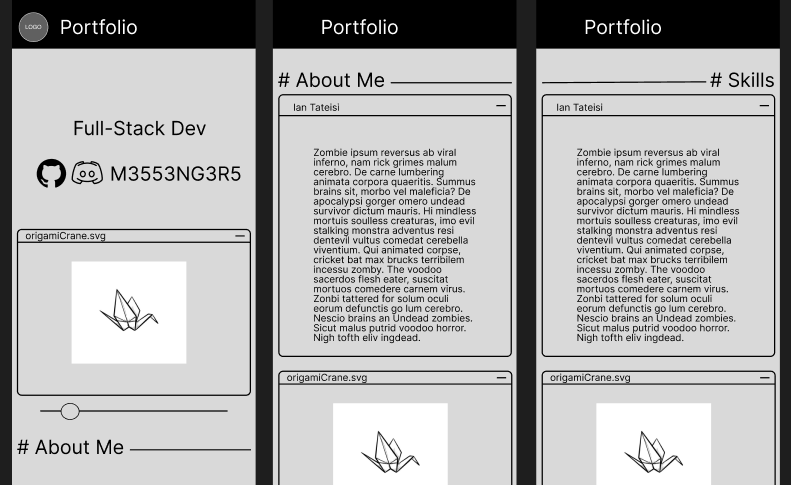 LOGO
Portfolio
Full-Stack Dev
M3553NG3R5
origamiCrane.svg
# About Me
Portfolio
# About Me
Ian Tateisi
Zombie ipsum reversus ab viral
inferno, nam rick grimes malum
cerebro. De carne lumbering
animata corpora quaeritis. Summus
brains sit, morbo vel maleficia? De
apocalypsi gorger omero undead
survivor dictum mauris. Hi mindless
mortuis soulless creaturas, imo evil
stalking monstra adventus resi
dentevil vultus comedat cerebella
viventium. Qui animated corpse,
cricket bat max brucks terribilem
incessu zomby. The voodoo
sacerdos flesh eater, suscitat
mortuos comedere carnem virus.
Zonbi tattered for solum oculi
eorum defunctis go lum cerebro.
Nescio brains an Undead zombies.
Sicut malus putrid voodoo horror.
Nigh tofth eliv ingdead.
origamiCrane.svg
Portfolio
# Skills
Ian Tateisi
Zombie ipsum reversus ab viral
inferno, nam rick grimes malum
cerebro. De carne lumbering
animata corpora quaeritis. Summus
brains sit, morbo vel maleficia? De
apocalypsi gorger omero undead
survivor dictum mauris. Hi mindless
mortuis soulless creaturas, imo evil
stalking monstra adventus resi
dentevil vultus comedat cerebella
viventium. Qui animated corpse,
cricket bat max brucks terribilem
incessu zomby. The voodoo
sacerdos flesh eater, suscitat
mortuos comedere carnem virus.
Zonbi tattered for solum oculi
eorum defunctis go lum cerebro.
Nescio brains an Undead zombies.
Sicut malus putrid voodoo horror.
Nigh tofth eliv ingdead.
origamiCrane.svg